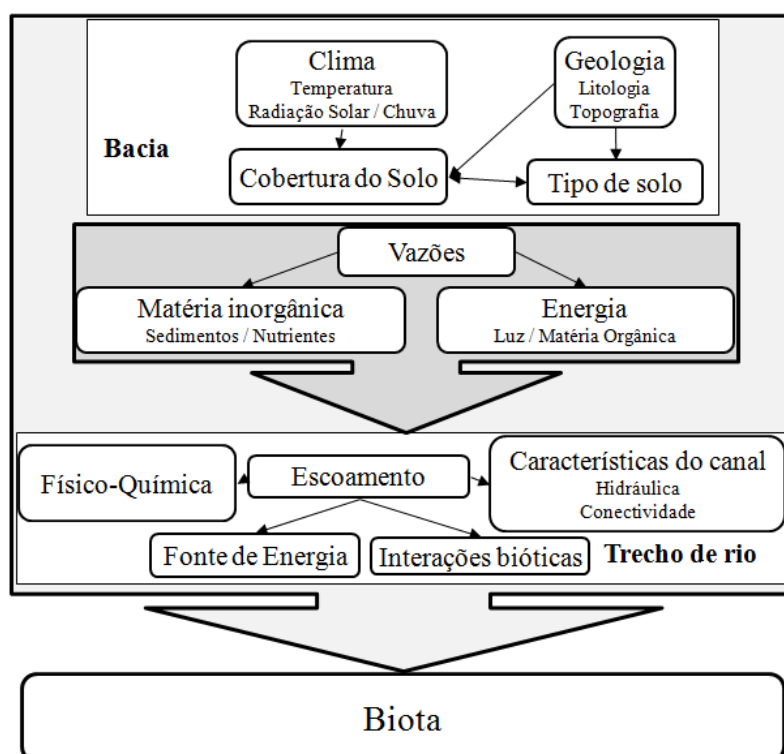 Clima
Temperatura
Radiação Solar / Chuva
Geologia
Litologia
Topografia
Bacia
Cobertura do Solo
Tipo de solo
Vazões
Matéria inorgânica
Sedimentos / Nutrientes
Energia
Luz / Matéria Orgânica
Físico-Química
Escoamento
Características do canal
Hidráulica
Conectividade
Fonte de Energia
Interações bióticas
Trecho de rio
Biota